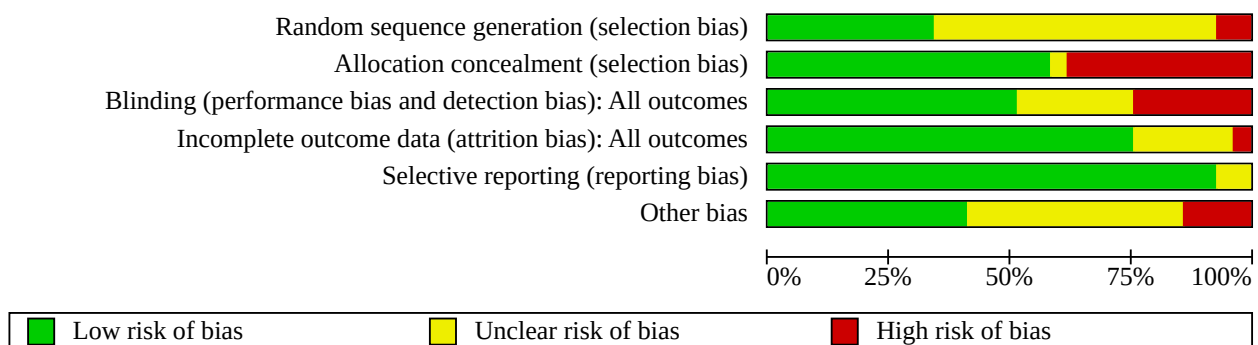 Random sequence generation (selection bias)
Allocation concealment (selection bias)
Blinding (performance bias and detection bias): All outcomes
Incomplete outcome data (attrition bias): All outcomes
Selective reporting (reporting bias)
Other bias
0% 25% 50% 75% 100%
Low risk of bias Unclear risk of bias High risk of bias